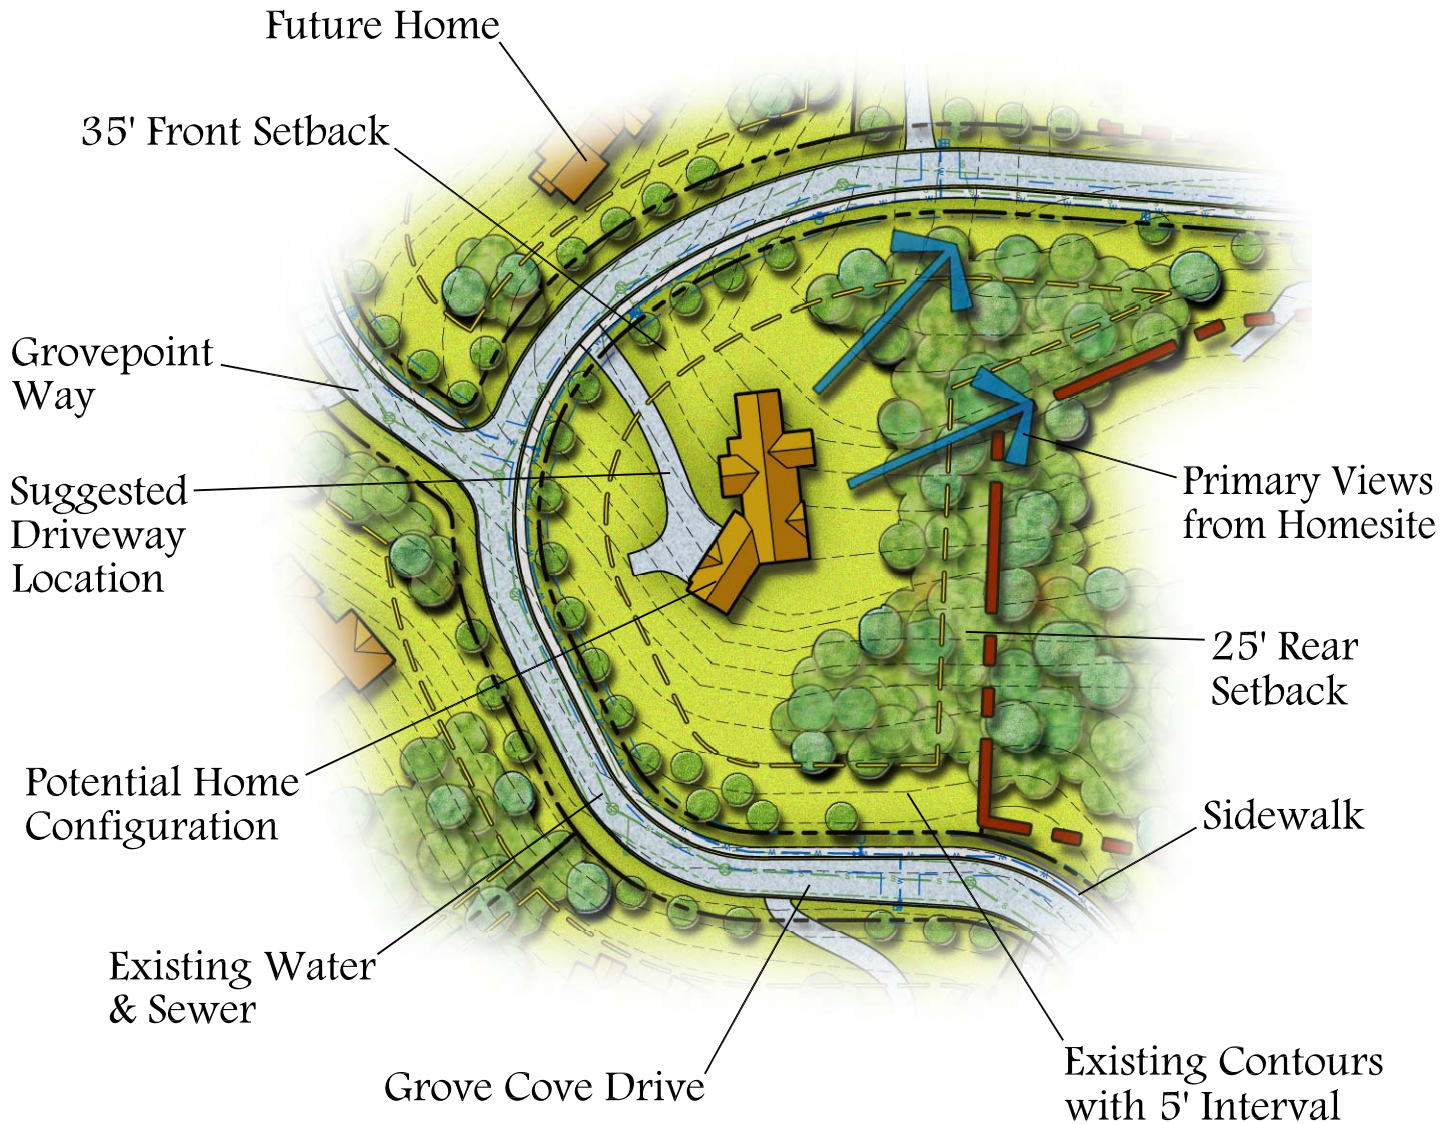 Future Home
35' Front Setback
Grovepoint
Way
Suggested
Driveway
Location
Primary Views
from Homesite
25' Rear
Setback
Potential Home
Configuration
Sidewalk
Existing Water
& Sewer
Grove Cove Drive
Existing Contours
with 5' Interval